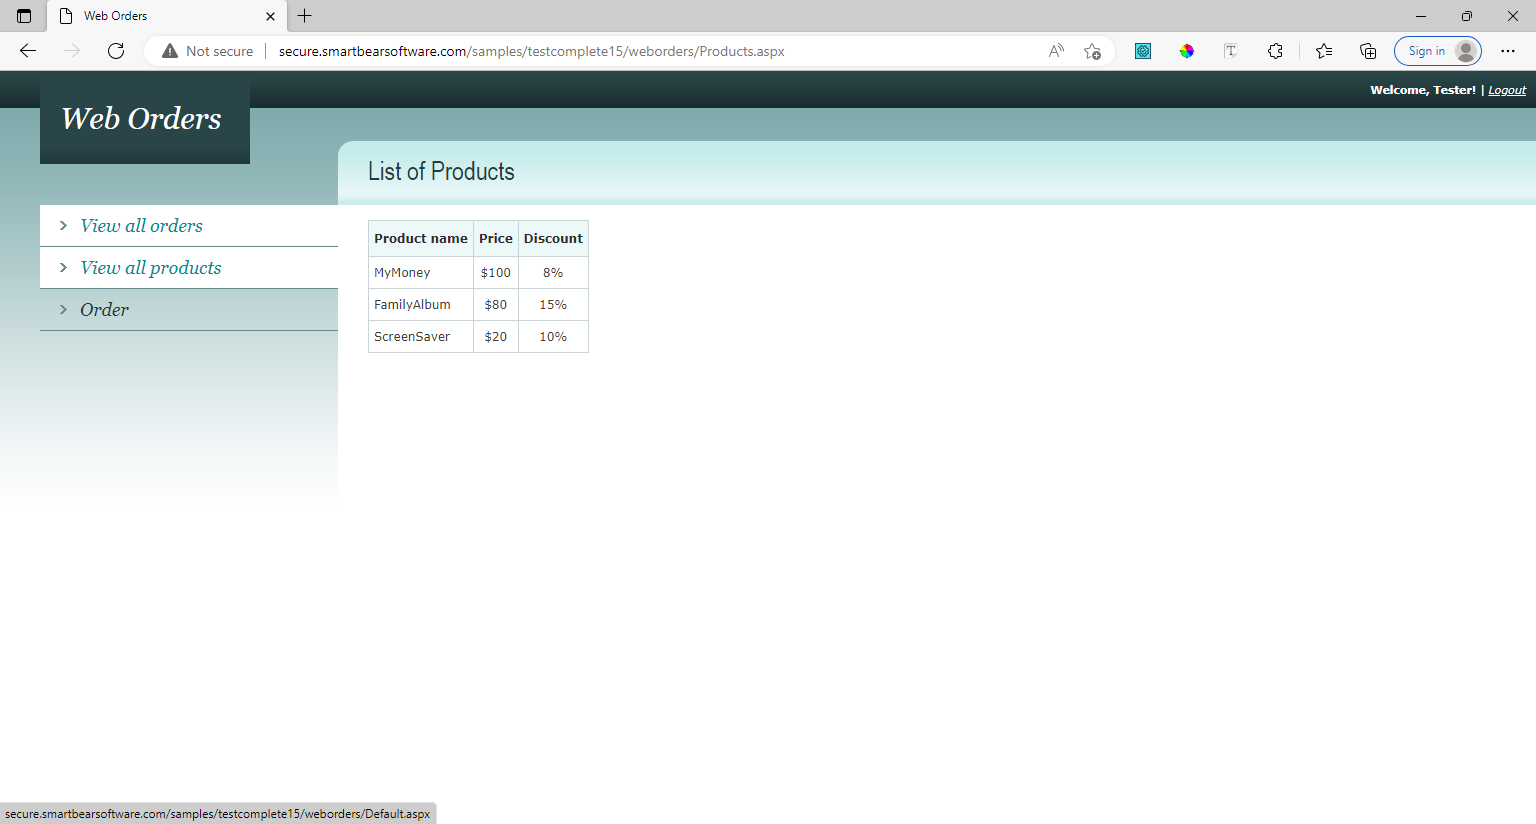 Web Orders
Not secure
secure.smartbearsoftware.com/samples/testcomplete15/weborders/Products.aspx
Sign in
Welcome, Tester! | Logout
Web Orders
List of Products
View all orders
View all products
Order
Product name Price Discount
MyMoney $100 8%
FamilyAlbum $80 15%
ScreenSaver $20 10%
secure.smartbearsoftware.com/samples/testcomplete15/weborders/Default.aspx